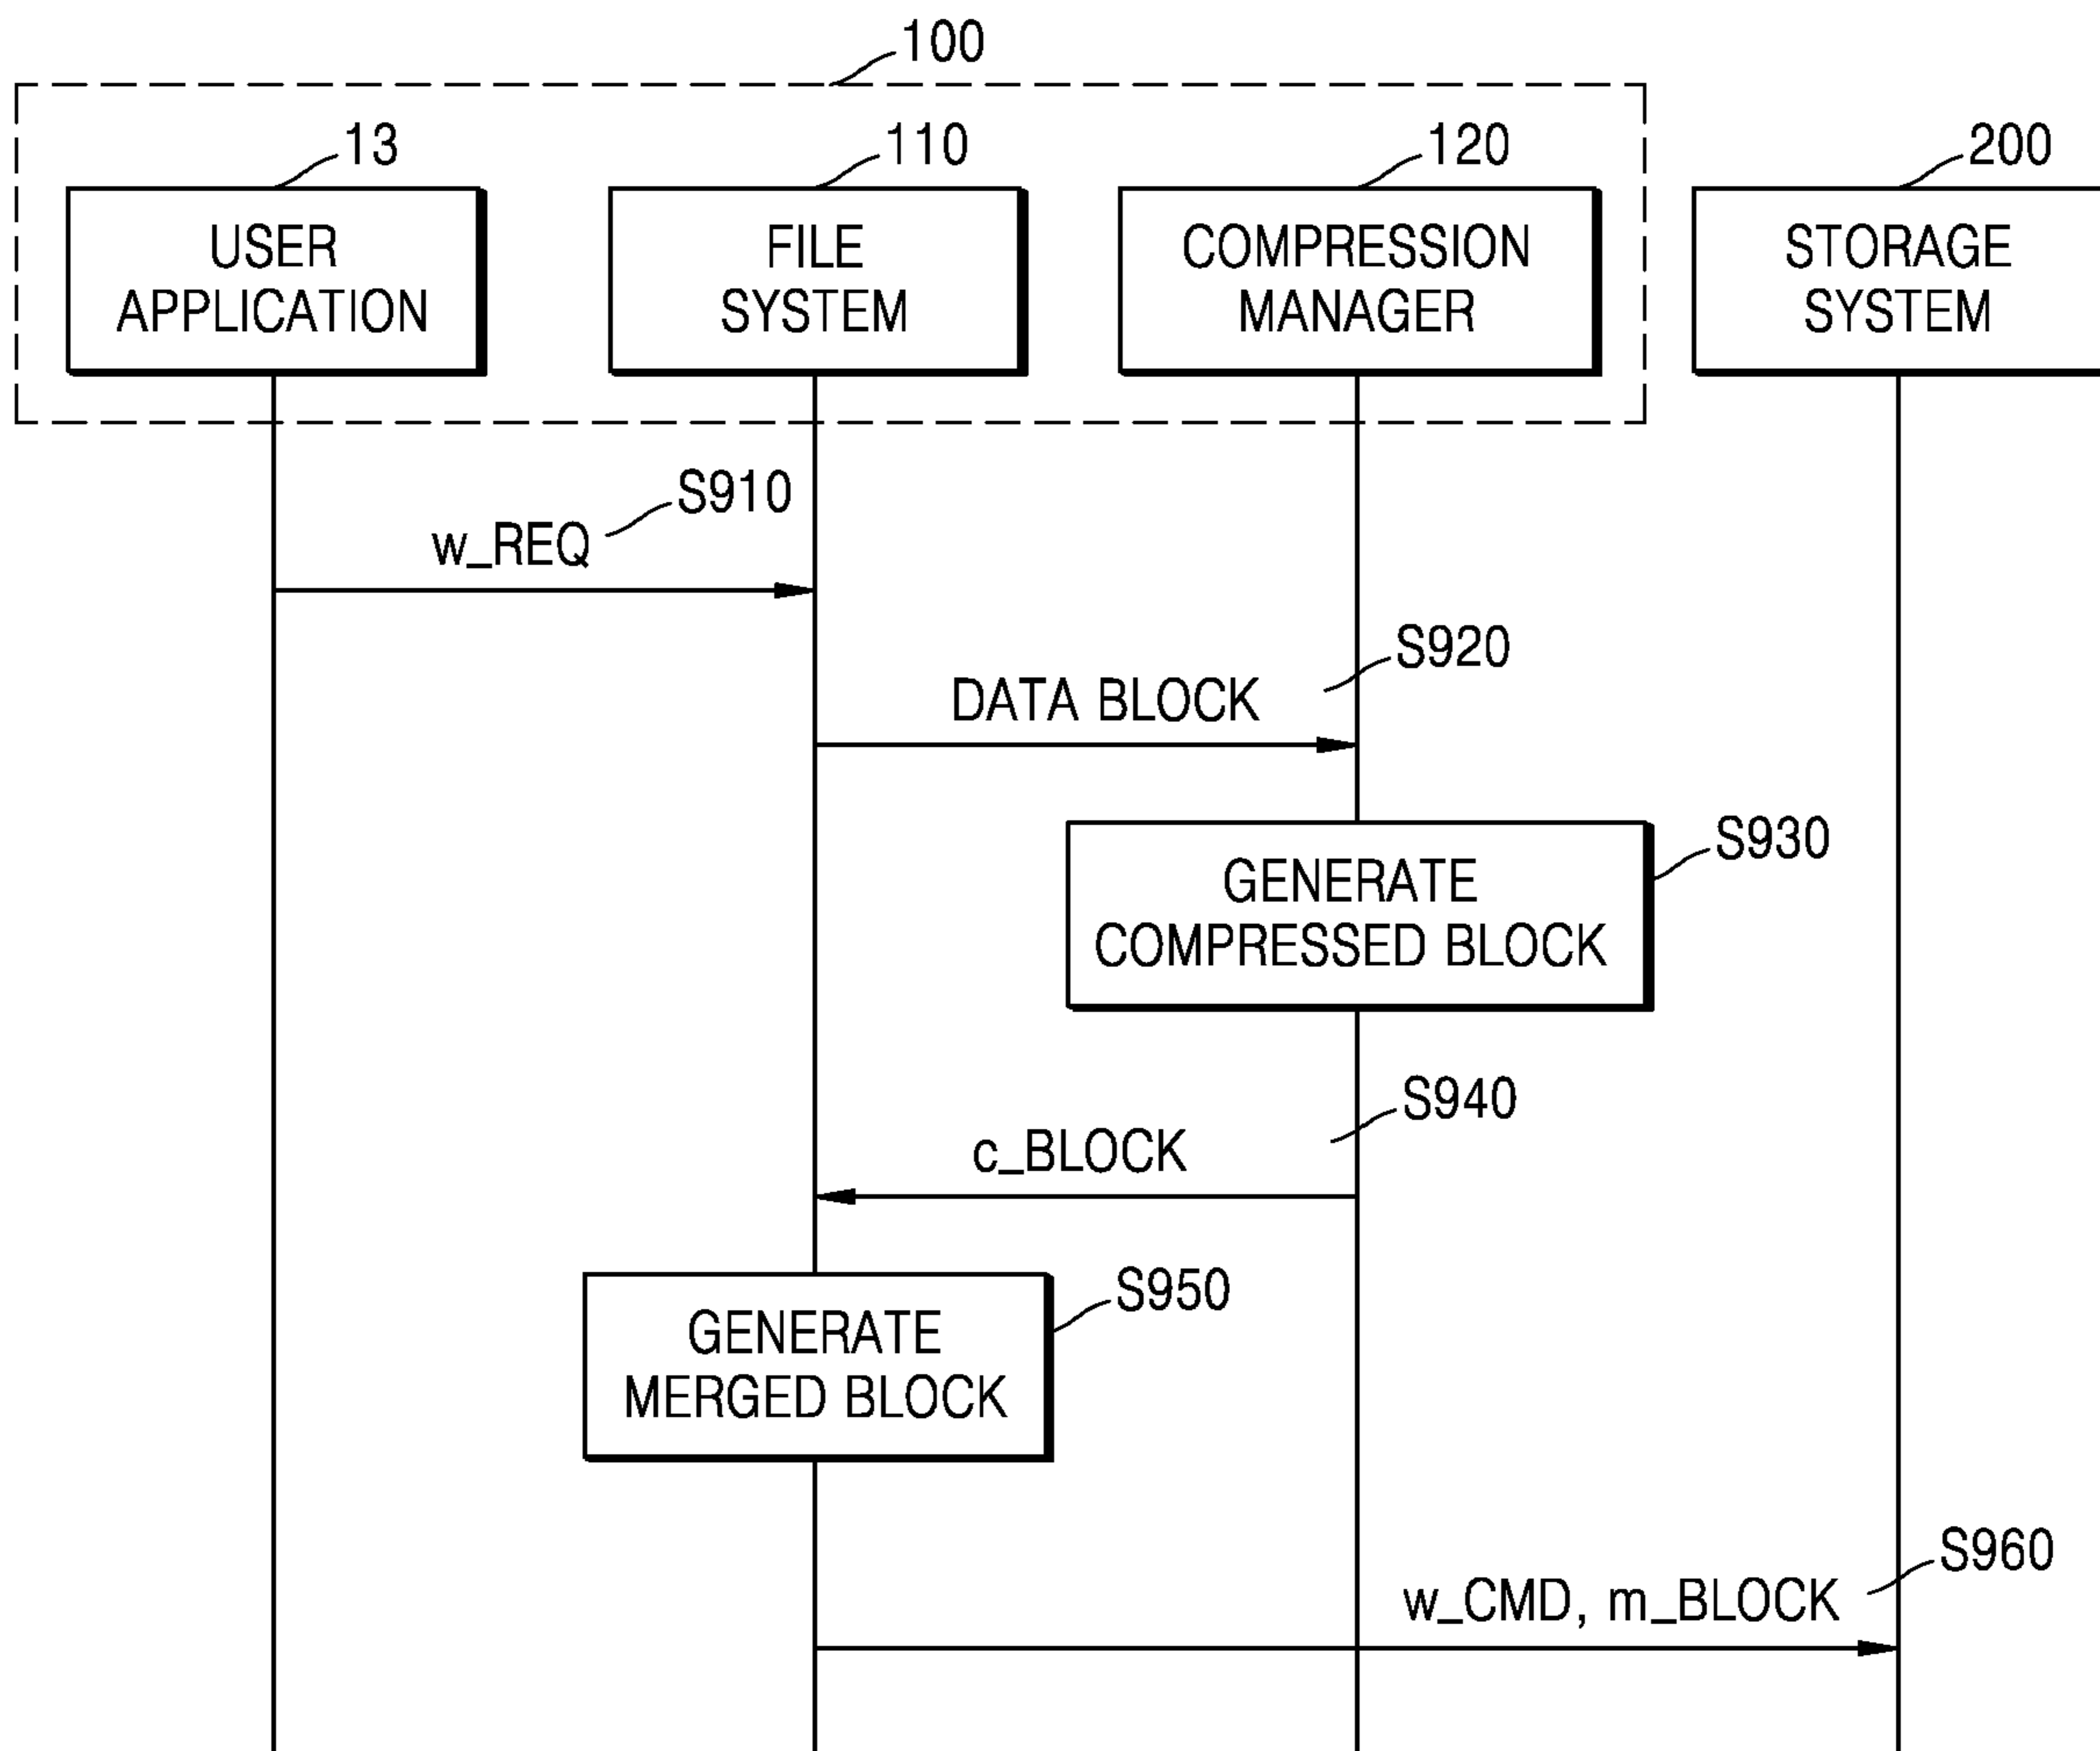 100
13
110
120
200
USER
APPLICATION
FILE
SYSTEM
COMPRESSION
MANAGER
STORAGE
SYSTEM
S910
w_REQ
S920
DATA BLOCK
S930
GENERATE
COMPRESSED BLOCK
S940
c_BLOCK
S950
GENERATE
MERGED BLOCK
S960
w_CMD, m_BLOCK